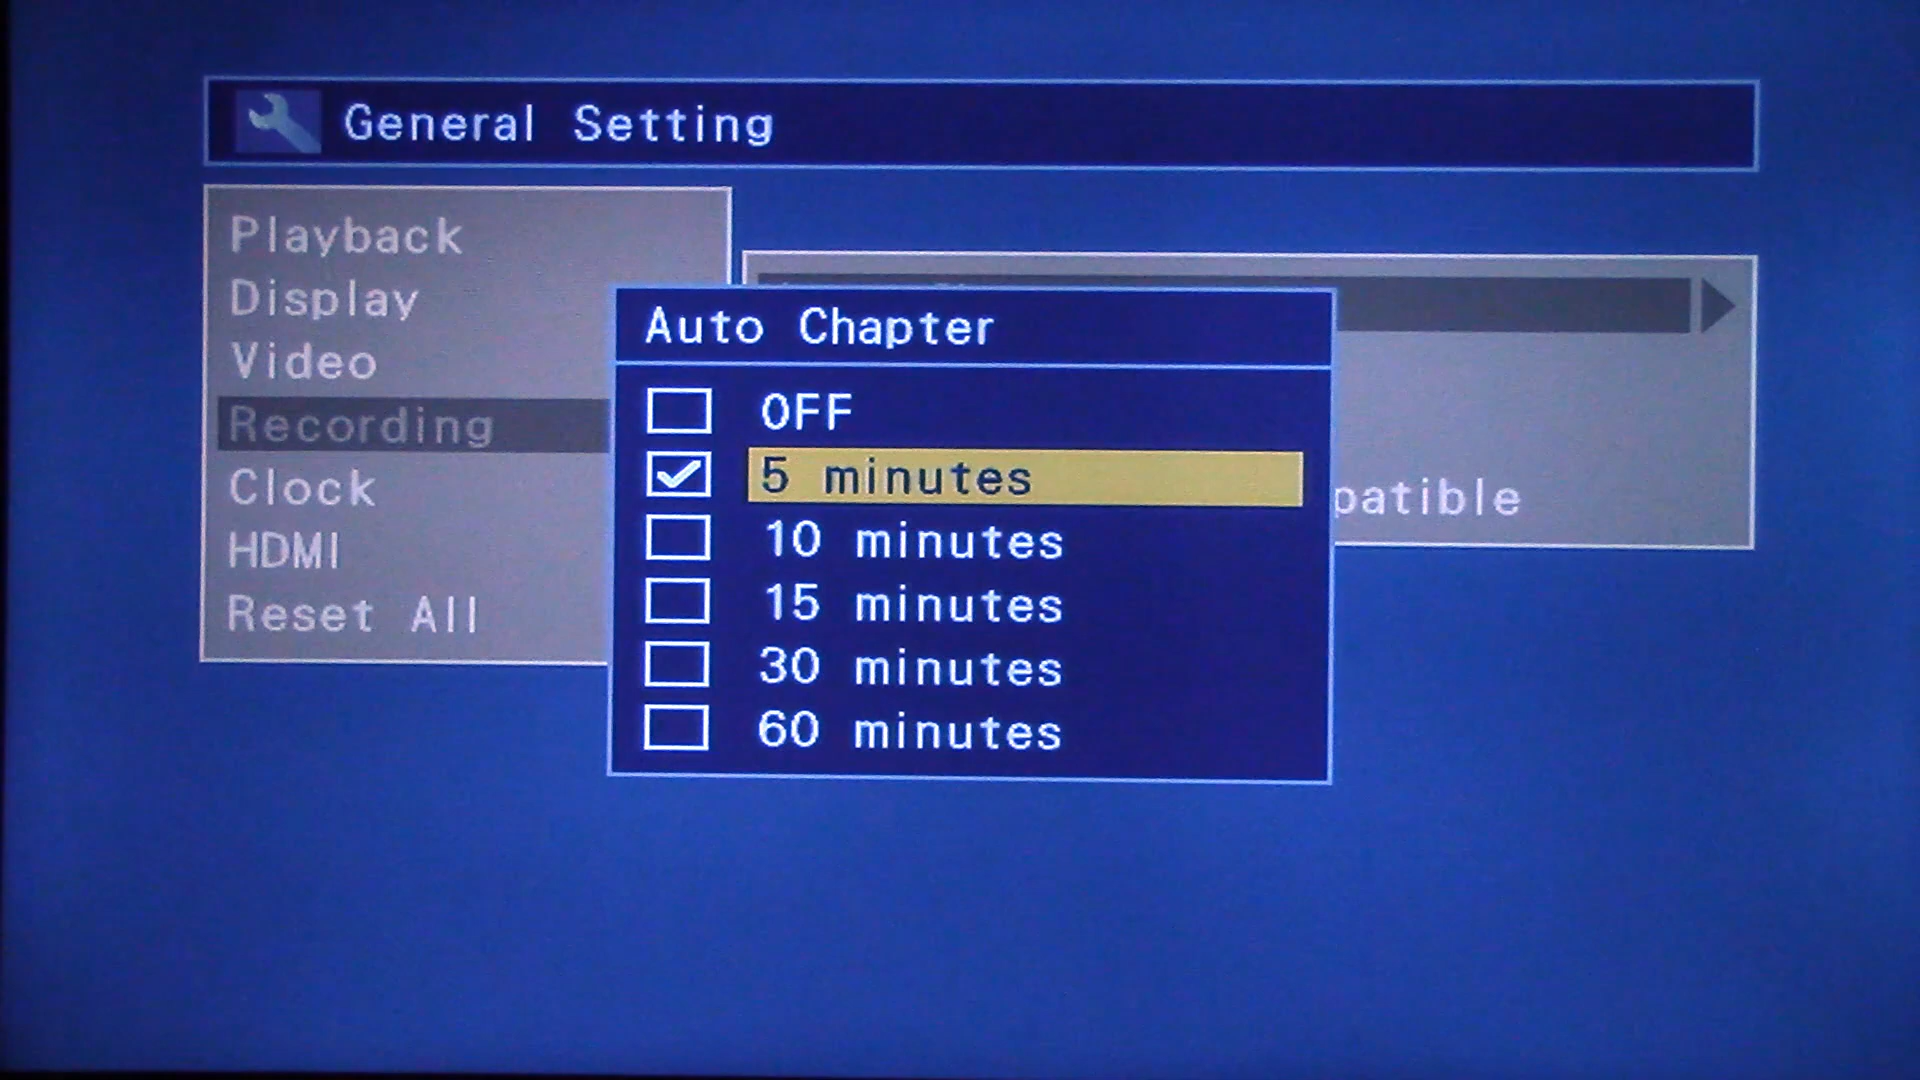 General Setting
Playback
Display
Video
Recording
Clock
HDMI
Reset All
Auto Chapter
OFF
5 minutes
10 minutes
15 minutes
30 minutes
60 minutes
patible